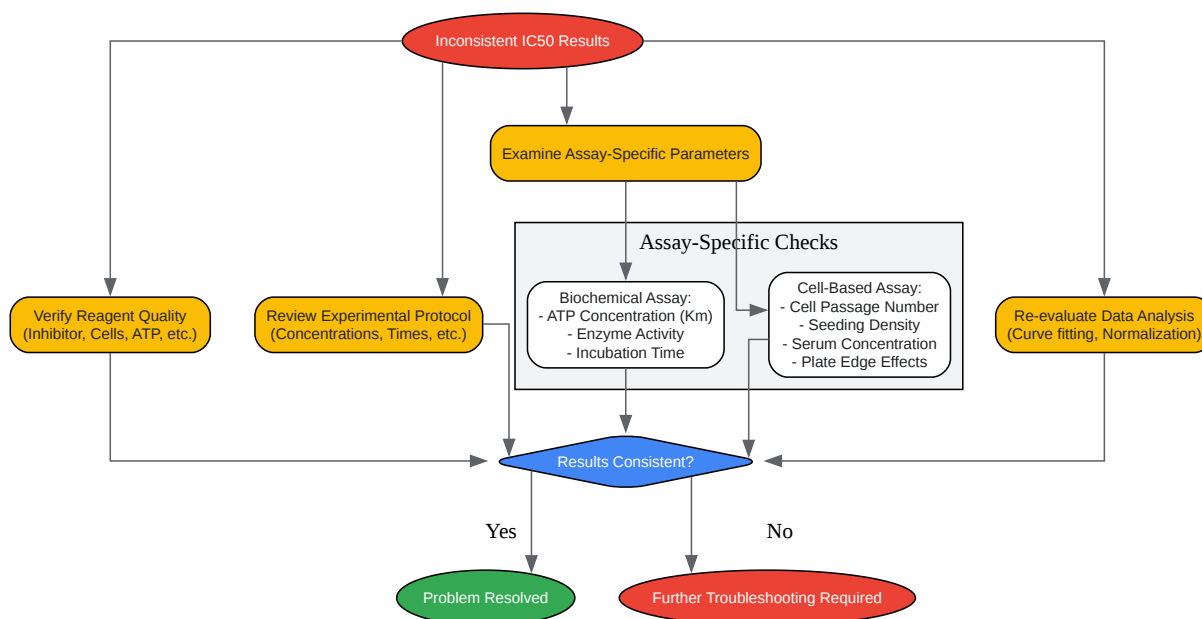 Inconsistent IC50 Results
Examine Assay-Specific Parameters
Assay-Specific Checks
Verify Reagent Quality
(Inhibitor, Cells, ATP, etc.)
Review Experimental Protocol
(Concentrations, Times, etc.)
Biochemical Assay:
- ATP Concentration (Km)
- Enzyme Activity
- Incubation Time
Cell-Based Assay:
- Cell Passage Number
- Seeding Density
- Serum Concentration
- Plate Edge Effects
Re-evaluate Data Analysis
(Curve fitting, Normalization)
Results Consistent?
Yes
No
Problem Resolved
Further Troubleshooting Required